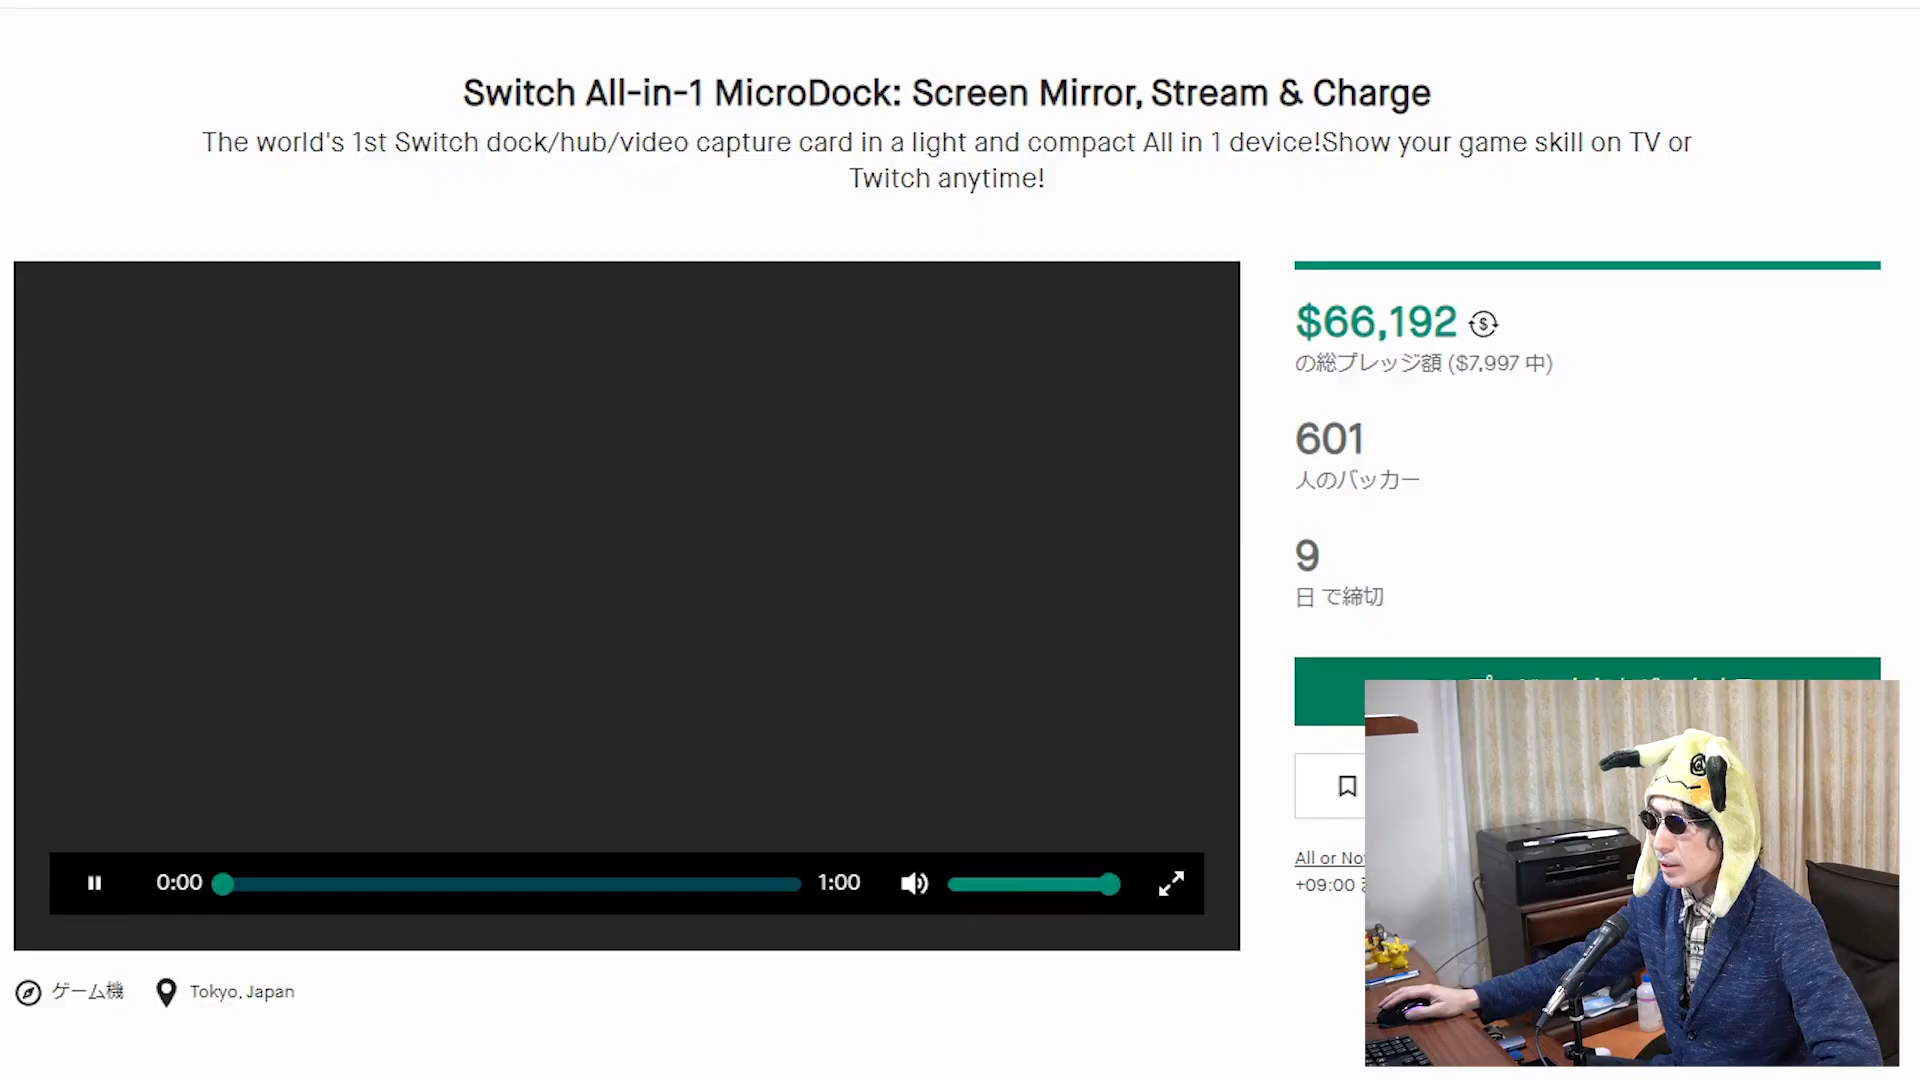 Switch All-in-1 MicroDock: Screen Mirror, Stream & Charge
The world's 1st Switch dock/hub/video capture card in a light and compact All in 1 device!Show your game skill on TV or
Twitch anytime!
$66,192
の総プレッジ額 ($7,997 中)
601
人のバッカー
9
日 で締切
0:00
1:00
All or No
+09:00
ゲーム機
Tokyo, Japan